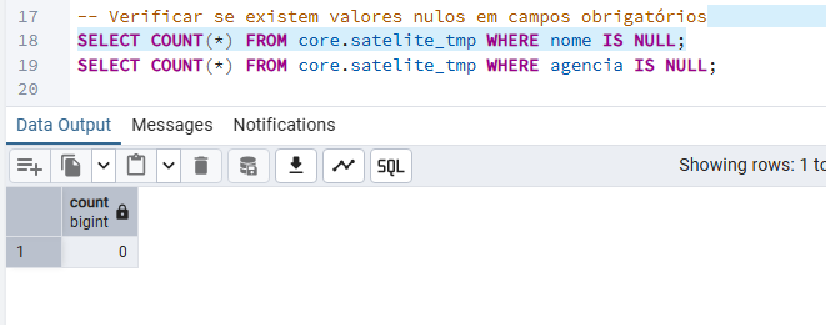 17 -- Verificar se existem valores nulos em campos obrigatórios
18 SELECT COUNT(*) FROM core.satelite_tmp WHERE nome IS NULL;
19 SELECT COUNT(*) FROM core.satelite_tmp WHERE agencia IS NULL;
20
Data Output Messages Notifications
SQL Showing rows: 1 to
count
bigint
1 0